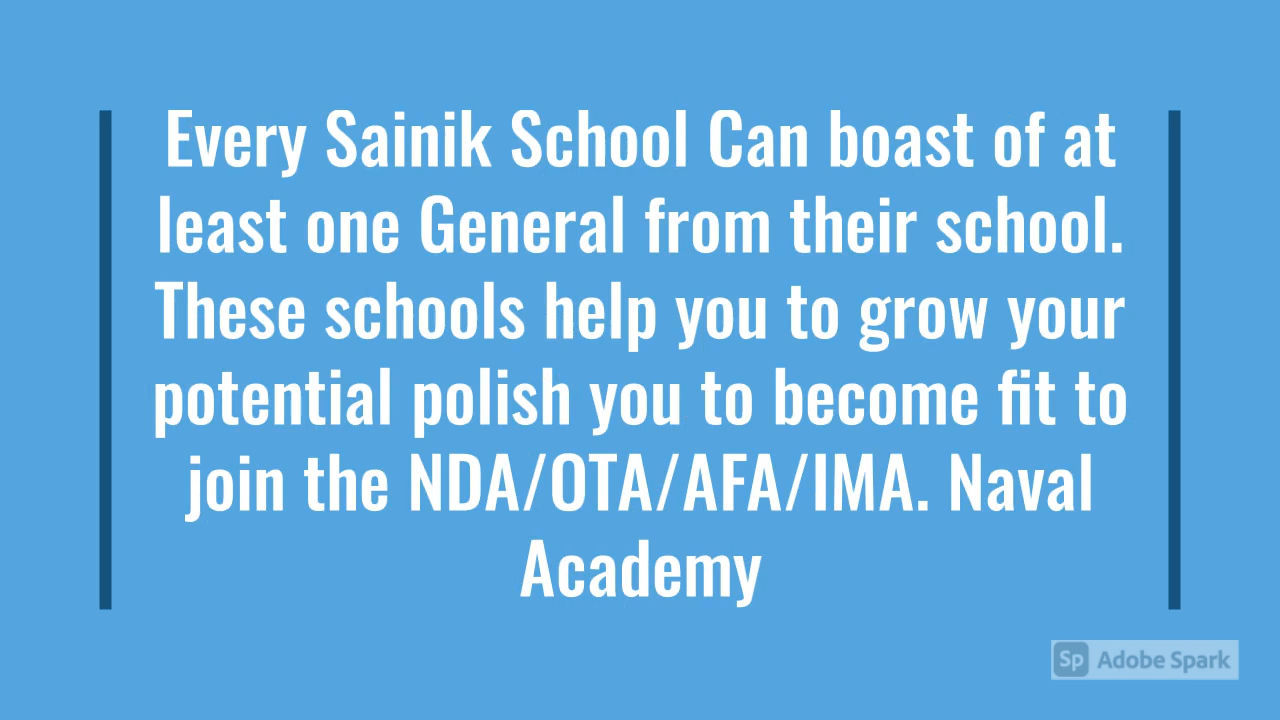 Every Sainik School Can boast of at
least one General from their school.
These schools help you to grow your
potential polish you to become fit to
join the NDA/OTA/AFA/IMA. Naval
Academy
Sp Adobe Spark